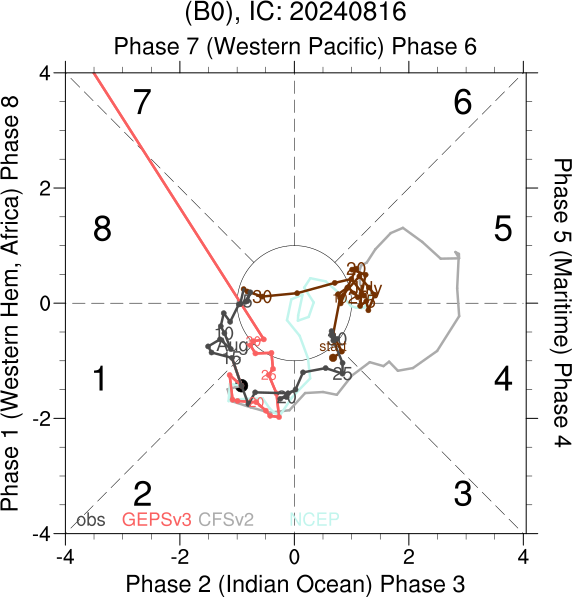 (B0), IC: 20240816
Phase 7 (Western Pacific) Phase 6
Phase 1 (Western Hem, Africa) Phase 8
Phase 5 (Maritime) Phase 4
4
2
0
-2
-4
7
6
8
5
1
4
2
3
30
20
start
25
20
Aug
25
obs GEPSv3 CFSv2 NCEP
-4 -2 0 2 4
Phase 2 (Indian Ocean) Phase 3